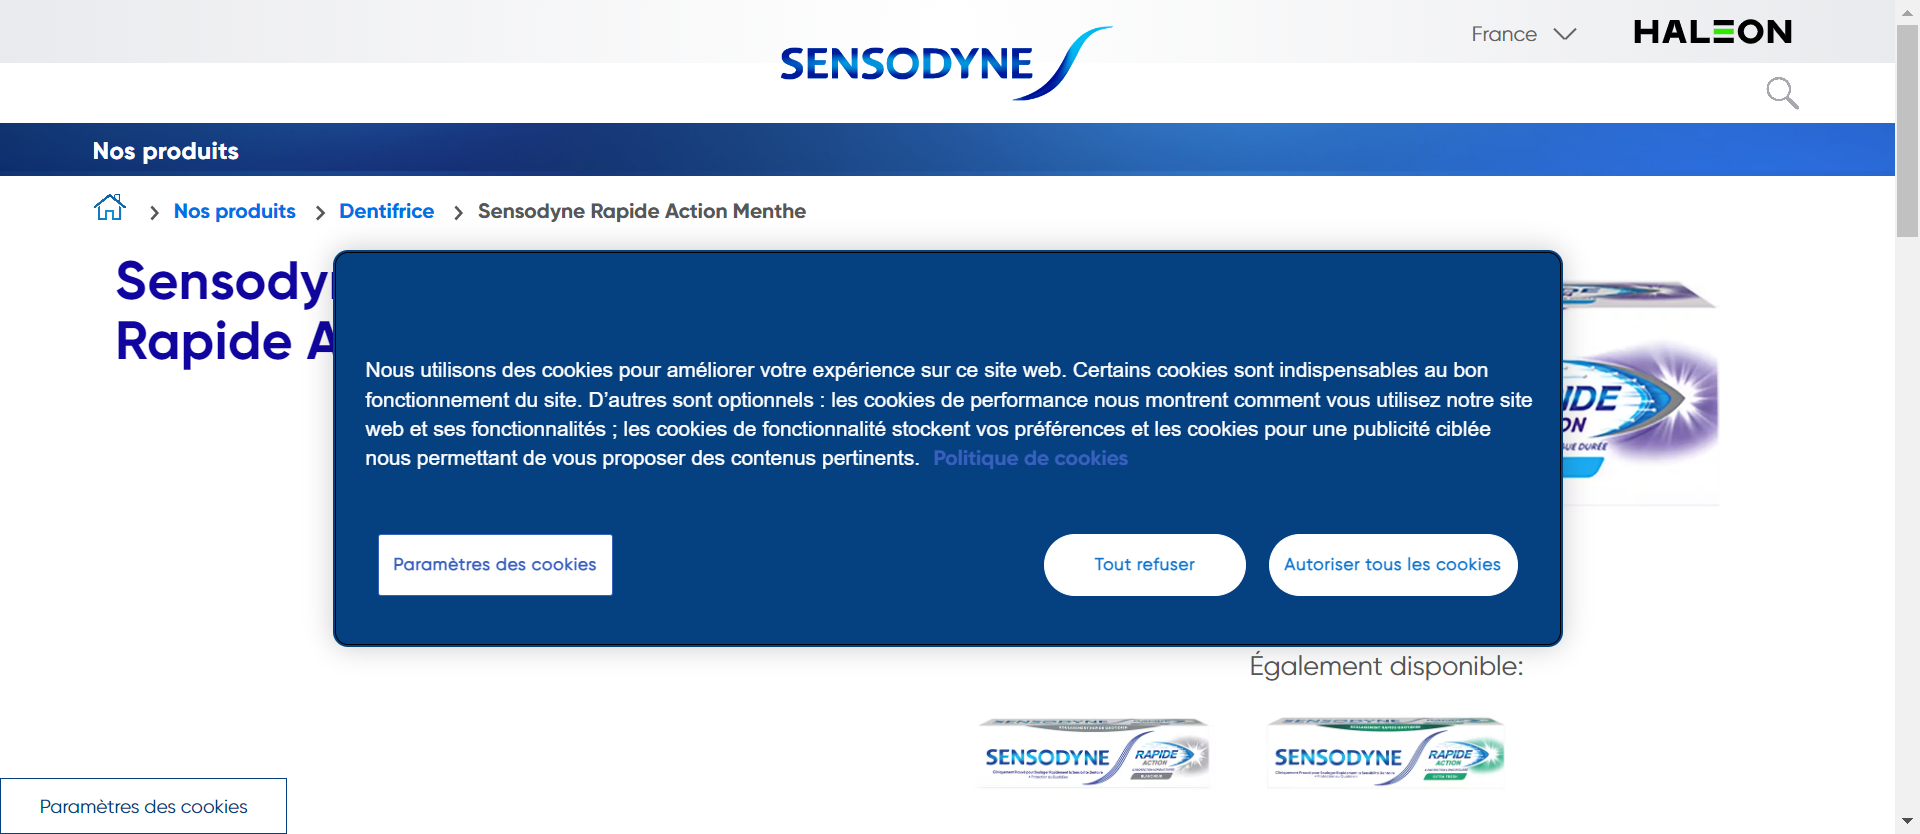 France
HALEON
SENSODYNE
Nos produits
Nos produits
Dentifrice
Sensodyne Rapide Action Menthe
Nous utilisons des cookies pour améliorer votre expérience sur ce site web. Certains cookies sont indispensables au bon
fonctionnement du site. D’autres sont optionnels : les cookies de performance nous montrent comment vous utilisez notre site
web et ses fonctionnalités ; les cookies de fonctionnalité stockent vos préférences et les cookies pour une publicité ciblée
nous permettant de vous proposer des contenus pertinents. Politique de cookies
Paramètres des cookies
Tout refuser
Autoriser tous les cookies
Également disponible:
SENSODYNE RAPIDE
ACTION
SENSODYNE RAPIDE
ACTION
Paramètres des cookies